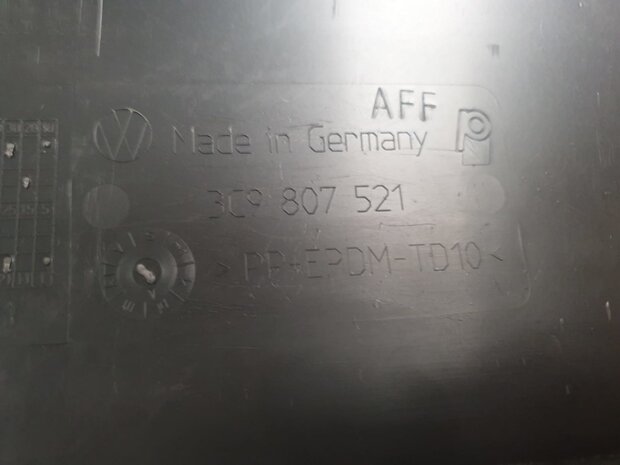 AFF
Made in Germany
3C9 807 521
>PP+EPDM-TD10<